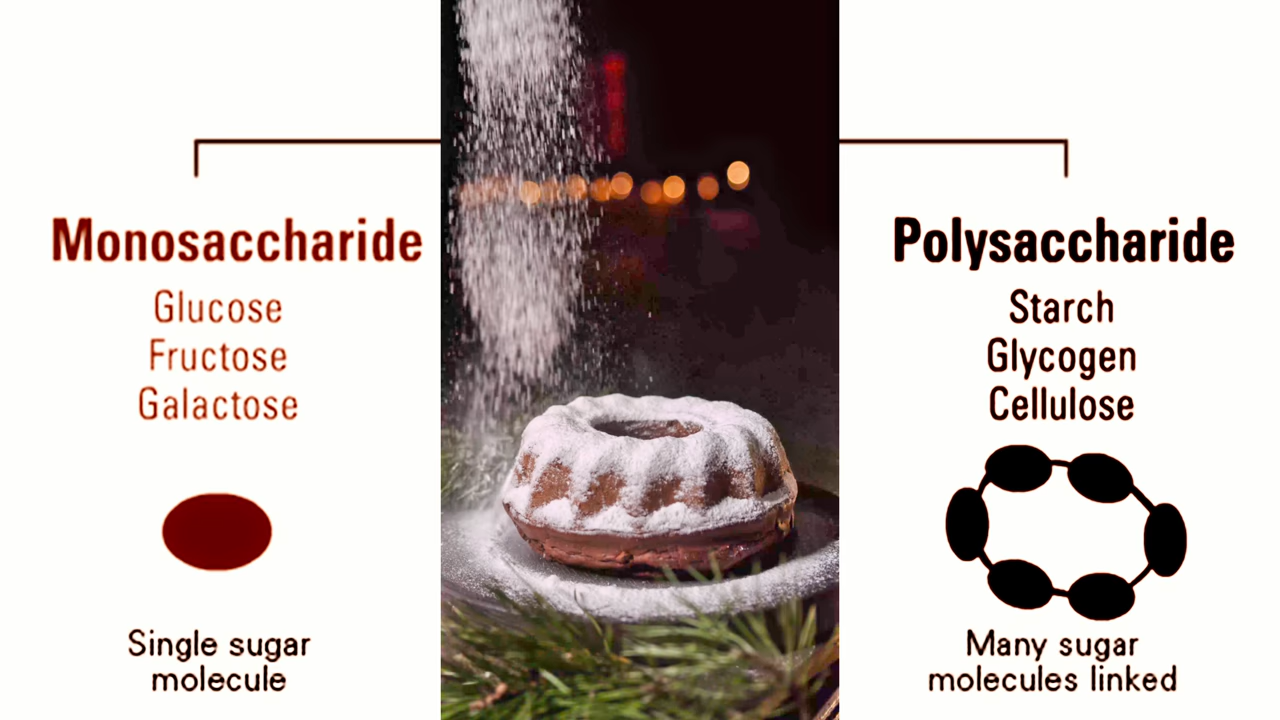 Monosaccharide
Glucose
Fructose
Galactose
Single sugar
molecule
Polysaccharide
Starch
Glycogen
Cellulose
Many sugar
molecules linked